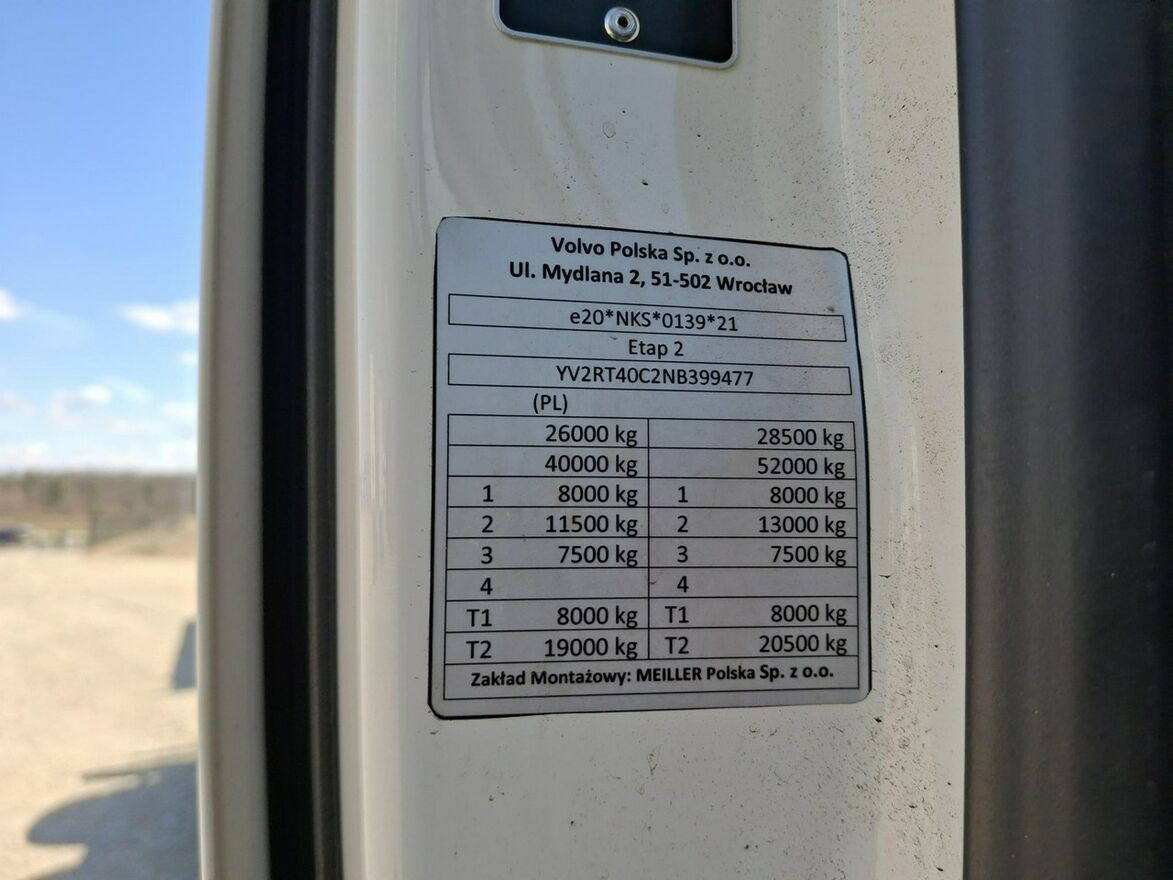 Volvo Polska Sp. z o.o.
Ul. Mydlana 2, 51-502 Wrocław
e20*NKS*0139*21
Etap 2
YV2RT40C2NB399477
(PL)
26000 kg 28500 kg
40000 kg 52000 kg
1 8000 kg 1 8000 kg
2 11500 kg 2 13000 kg
3 7500 kg 3 7500 kg
4 4
T1 8000 kg T1 8000 kg
T2 19000 kg T2 20500 kg
Zakład Montażowy: MEILLER Polska Sp. z o.o.